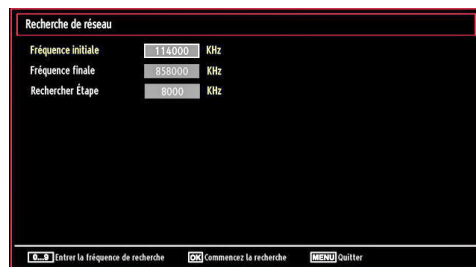 Recherche de réseau
Fréquence initiale 114000 KHz
Fréquence finale 858000 KHz
Rechercher Étape 8000 KHz
0...9 Entrer la fréquence de recherche OK Commencez la recherche MENU Quitter